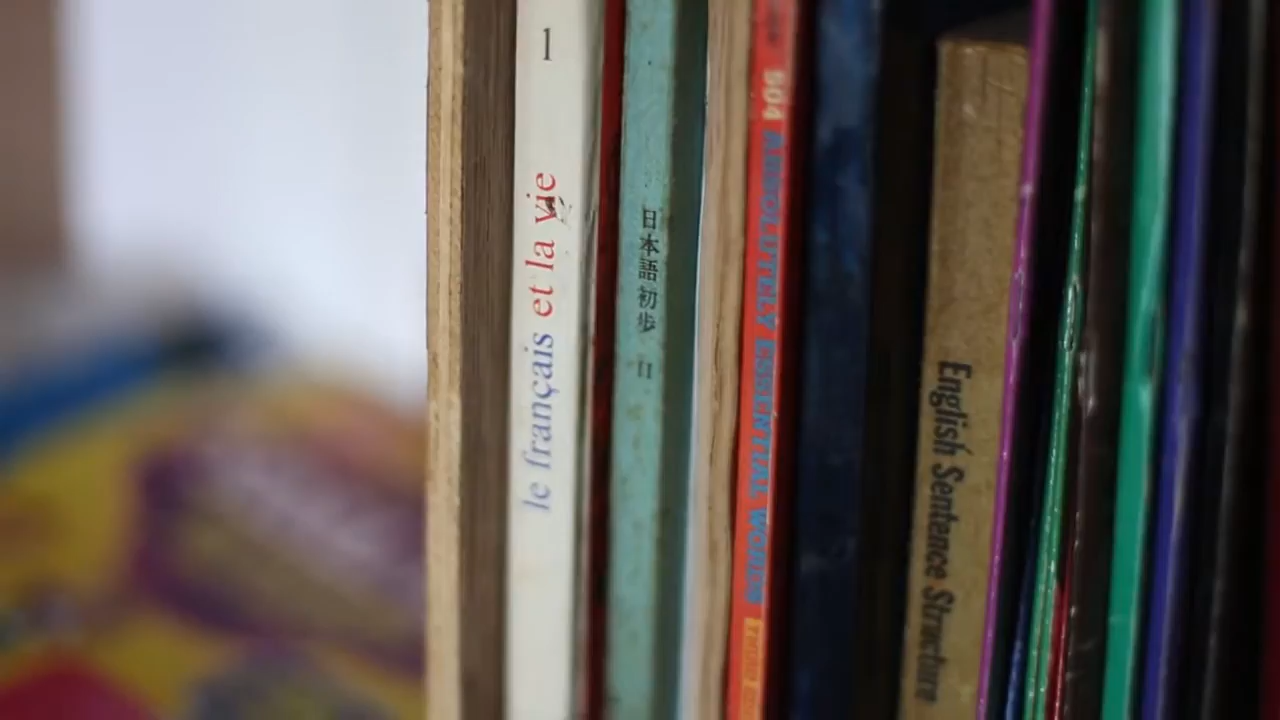 1
le français et la vie
日本語初歩 II
504 ABSOLUTELY ESSENTIAL WORDS
English Sentence Structure